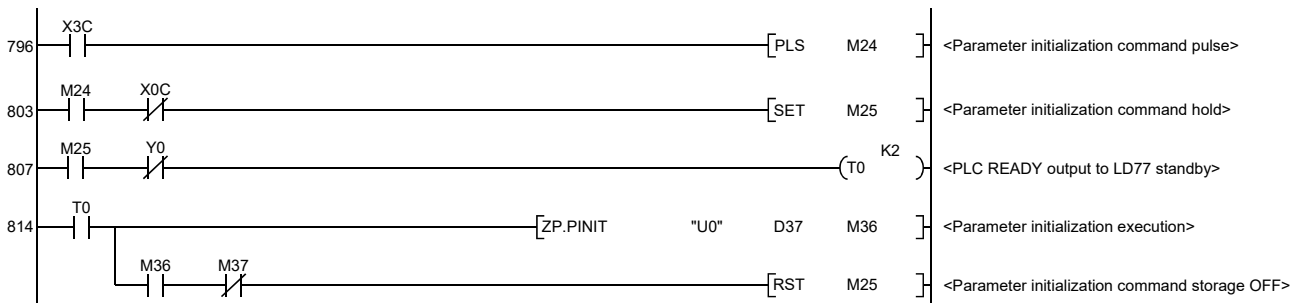 X3C
796 PLS M24 <Parameter initialization command pulse>
M24 X0C
803 SET M25 <Parameter initialization command hold>
M25 Y0 K2
807 T0 <PLC READY output to LD77 standby>
T0
814 ZP.PINIT "U0" D37 M36 <Parameter initialization execution>
M36 M37
RST M25 <Parameter initialization command storage OFF>